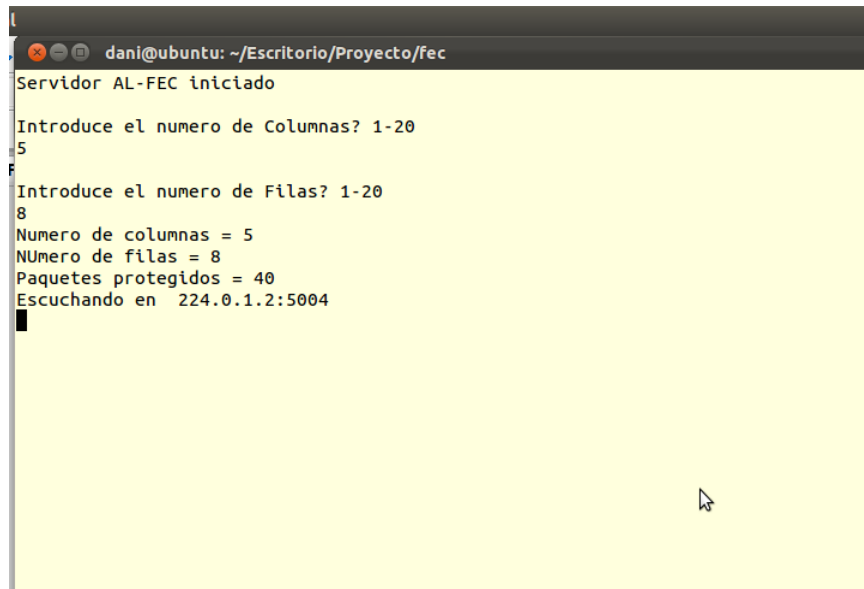 dani@ubuntu: ~/Escritorio/Proyecto/fec
Servidor AL-FEC iniciado
Introduce el numero de Columnas? 1-20
5
Introduce el numero de Filas? 1-20
8
Numero de columnas = 5
NUmero de filas = 8
Paquetes protegidos = 40
Escuchando en  224.0.1.2:5004